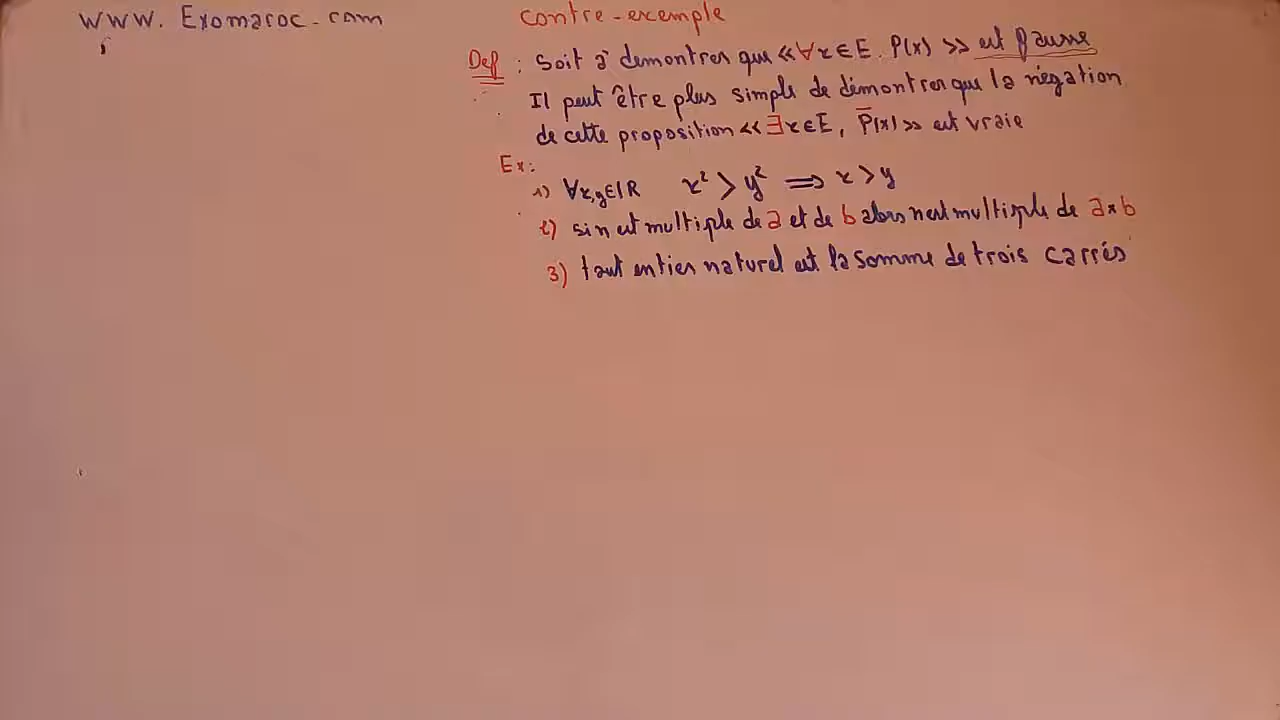 www. Exomaroc-com
contre-exemple
Def : Soit à demontrer que «∀x∈E. P(x) » est fausse
Il peut être plus simple de démontrer que la négation
de cette proposition « ∃x∈E, P̅(x) » est vraie
Ex:
1) ∀x,y∈IR x² > y² ⟹ x > y
2) si n est multiple de a et de b alors n est multiple de a×b
3) tout entier naturel est la somme de trois carrés